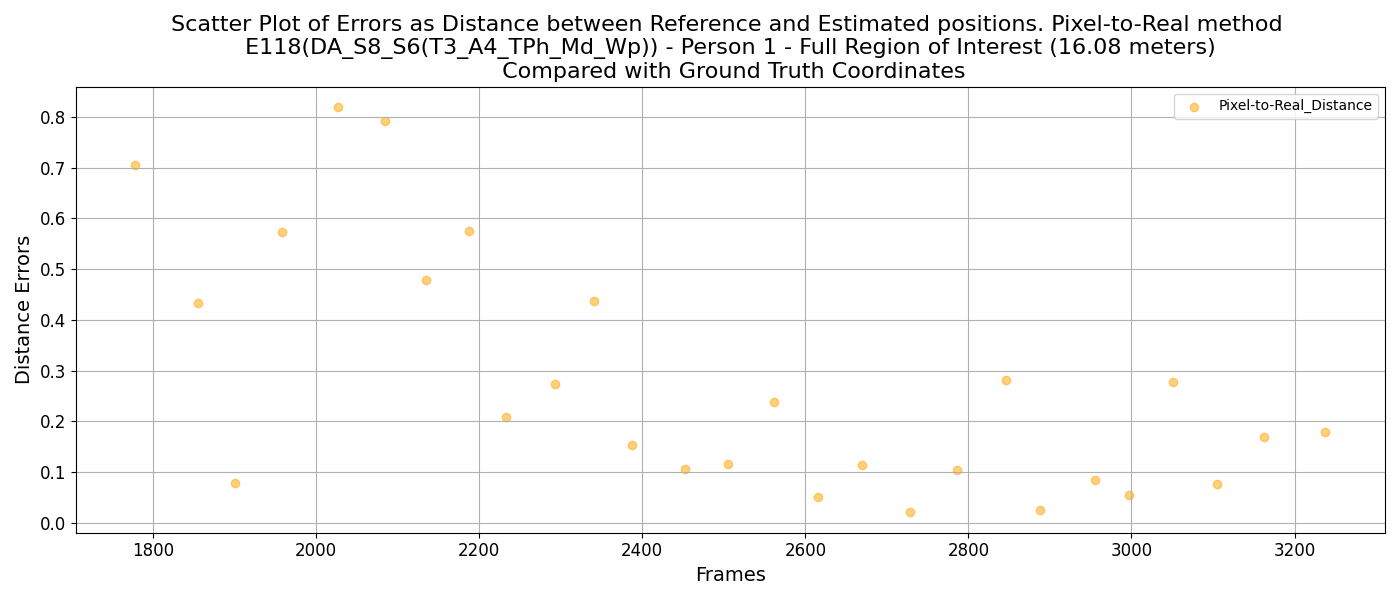 Scatter Plot of Errors as Distance between Reference and Estimated positions. Pixel-to-Real method
E118(DA_S8_S6(T3_A4_TPh_Md_Wp)) - Person 1 - Full Region of Interest (16.08 meters)
Compared with Ground Truth Coordinates
Pixel-to-Real_Distance
Distance Errors
0.8
0.7
0.6
0.5
0.4
0.3
0.2
0.1
0.0
1800 2000 2200 2400 2600 2800 3000 3200
Frames